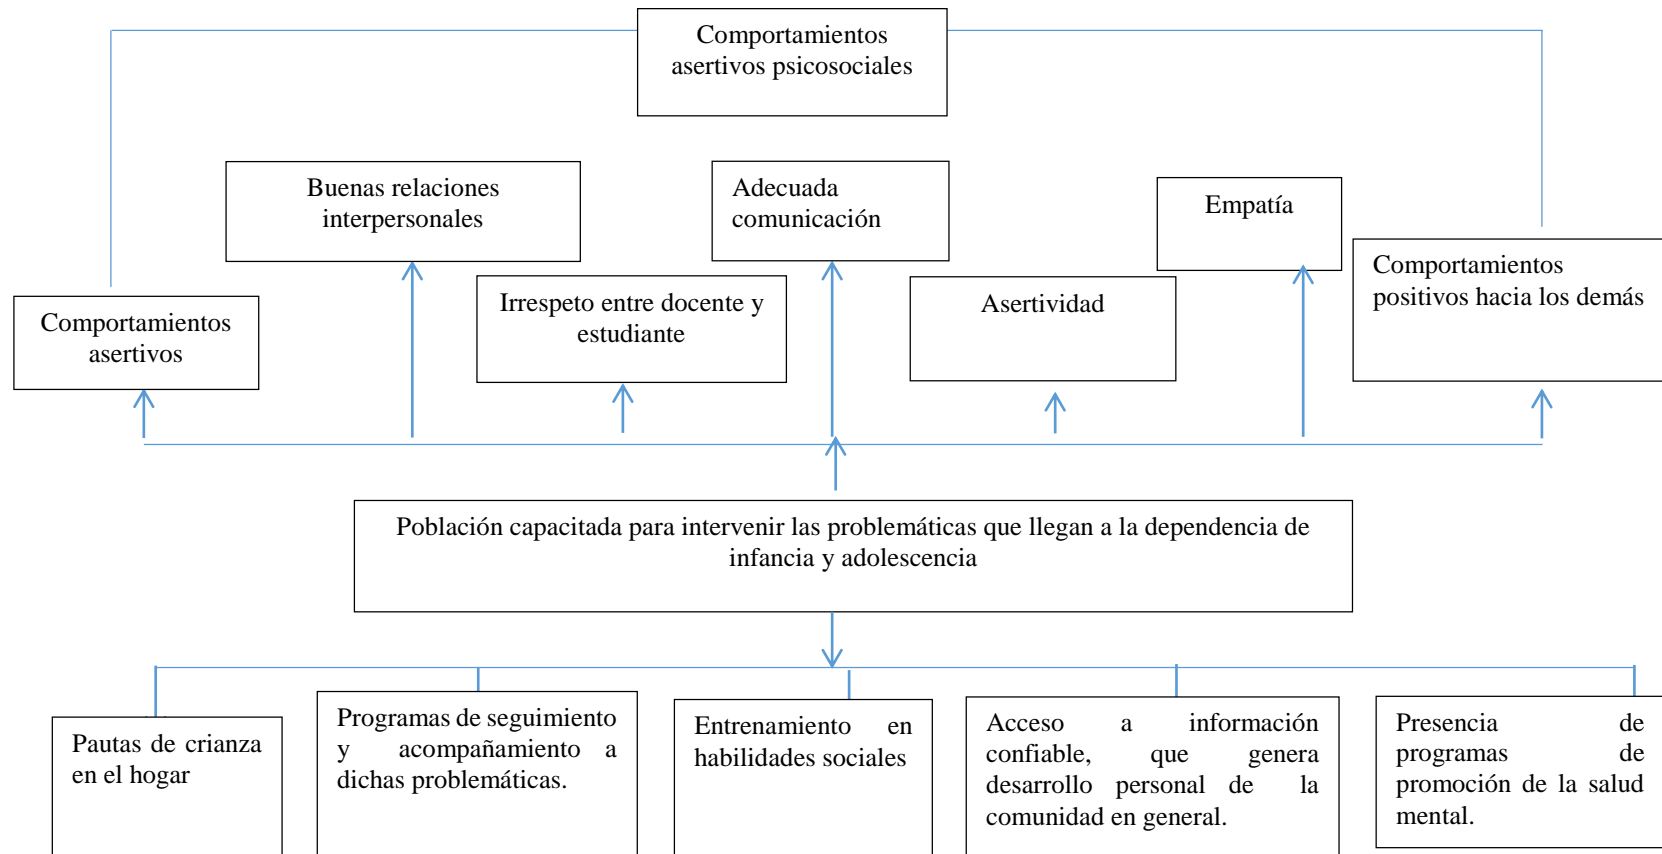 Comportamientos
asertivos psicosociales
Buenas relaciones
interpersonales
Adecuada
comunicación
Empatía
Comportamientos
positivos hacia los demás
Irrespeto entre docente y
estudiante
Asertividad
Comportamientos
asertivos
Población capacitada para intervenir las problemáticas que llegan a la dependencia de
infancia y adolescencia
Pautas de crianza
en el hogar
Programas de seguimiento
y acompañamiento a
dichas problemáticas.
Entrenamiento en
habilidades sociales
Acceso a información
confiable, que genera
desarrollo personal de la
comunidad en general.
Presencia de
programas de
promoción de la salud
mental.